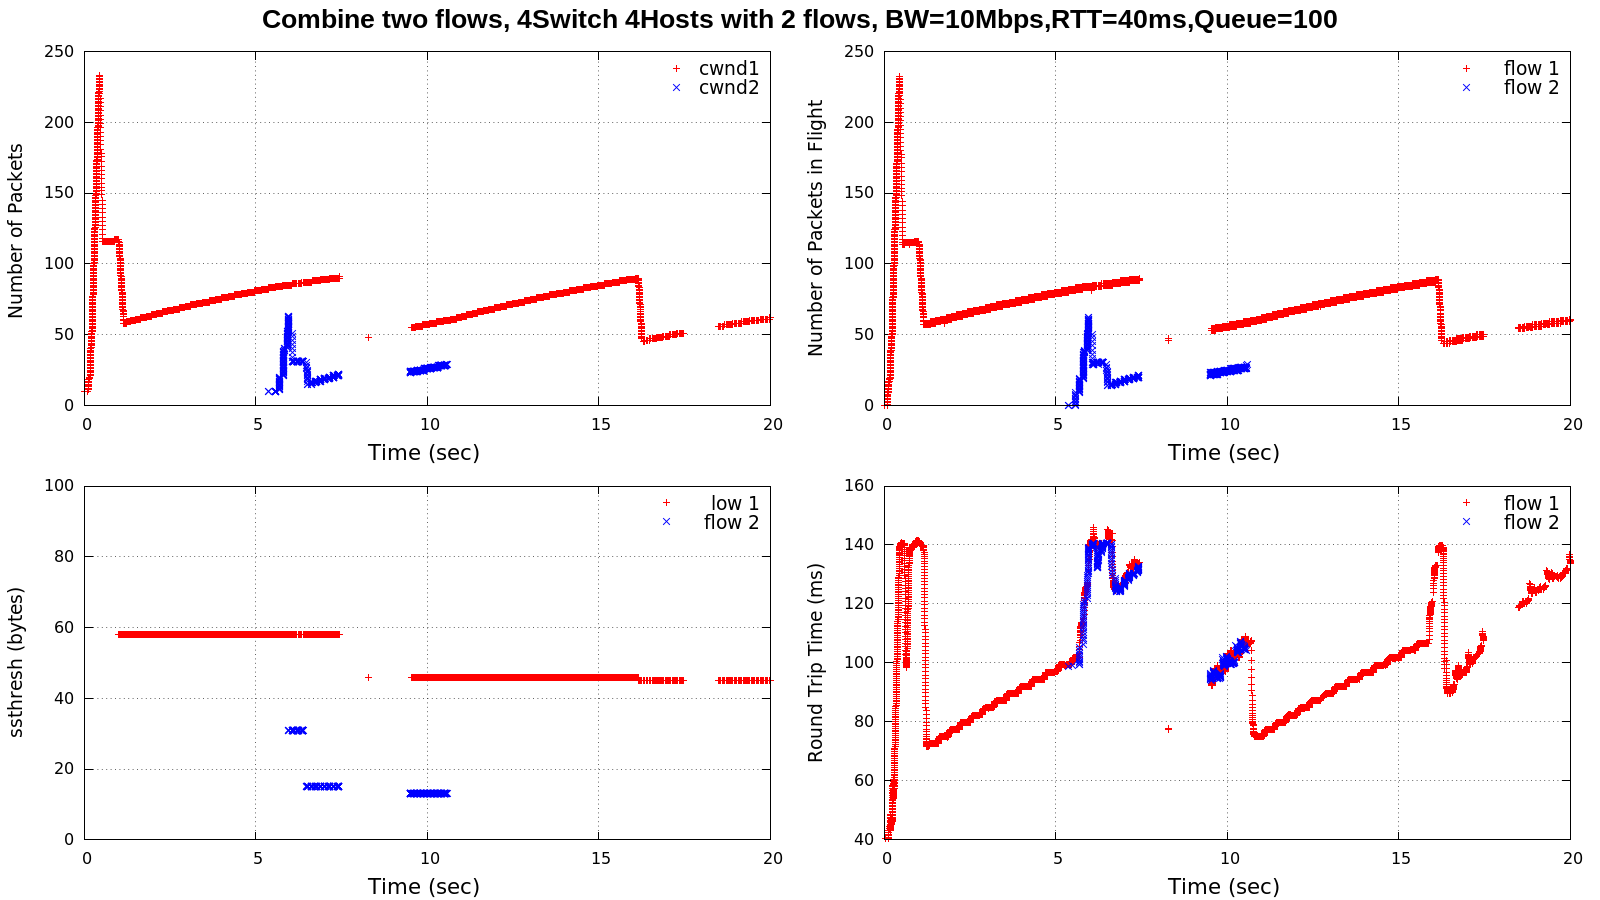 Combine two flows, 4Switch 4Hosts with 2 flows, BW=10Mbps,RTT=40ms,Queue=100
250
200
150
100
50
0
0 5 10 15 20
Number of Packets
Time (sec)
cwnd1
cwnd2
250
200
150
100
50
0
0 5 10 15 20
Number of Packets in Flight
Time (sec)
flow 1
flow 2
100
80
60
40
20
0
0 5 10 15 20
ssthresh (bytes)
Time (sec)
low 1
flow 2
160
140
120
100
80
60
40
0 5 10 15 20
Round Trip Time (ms)
Time (sec)
flow 1
flow 2